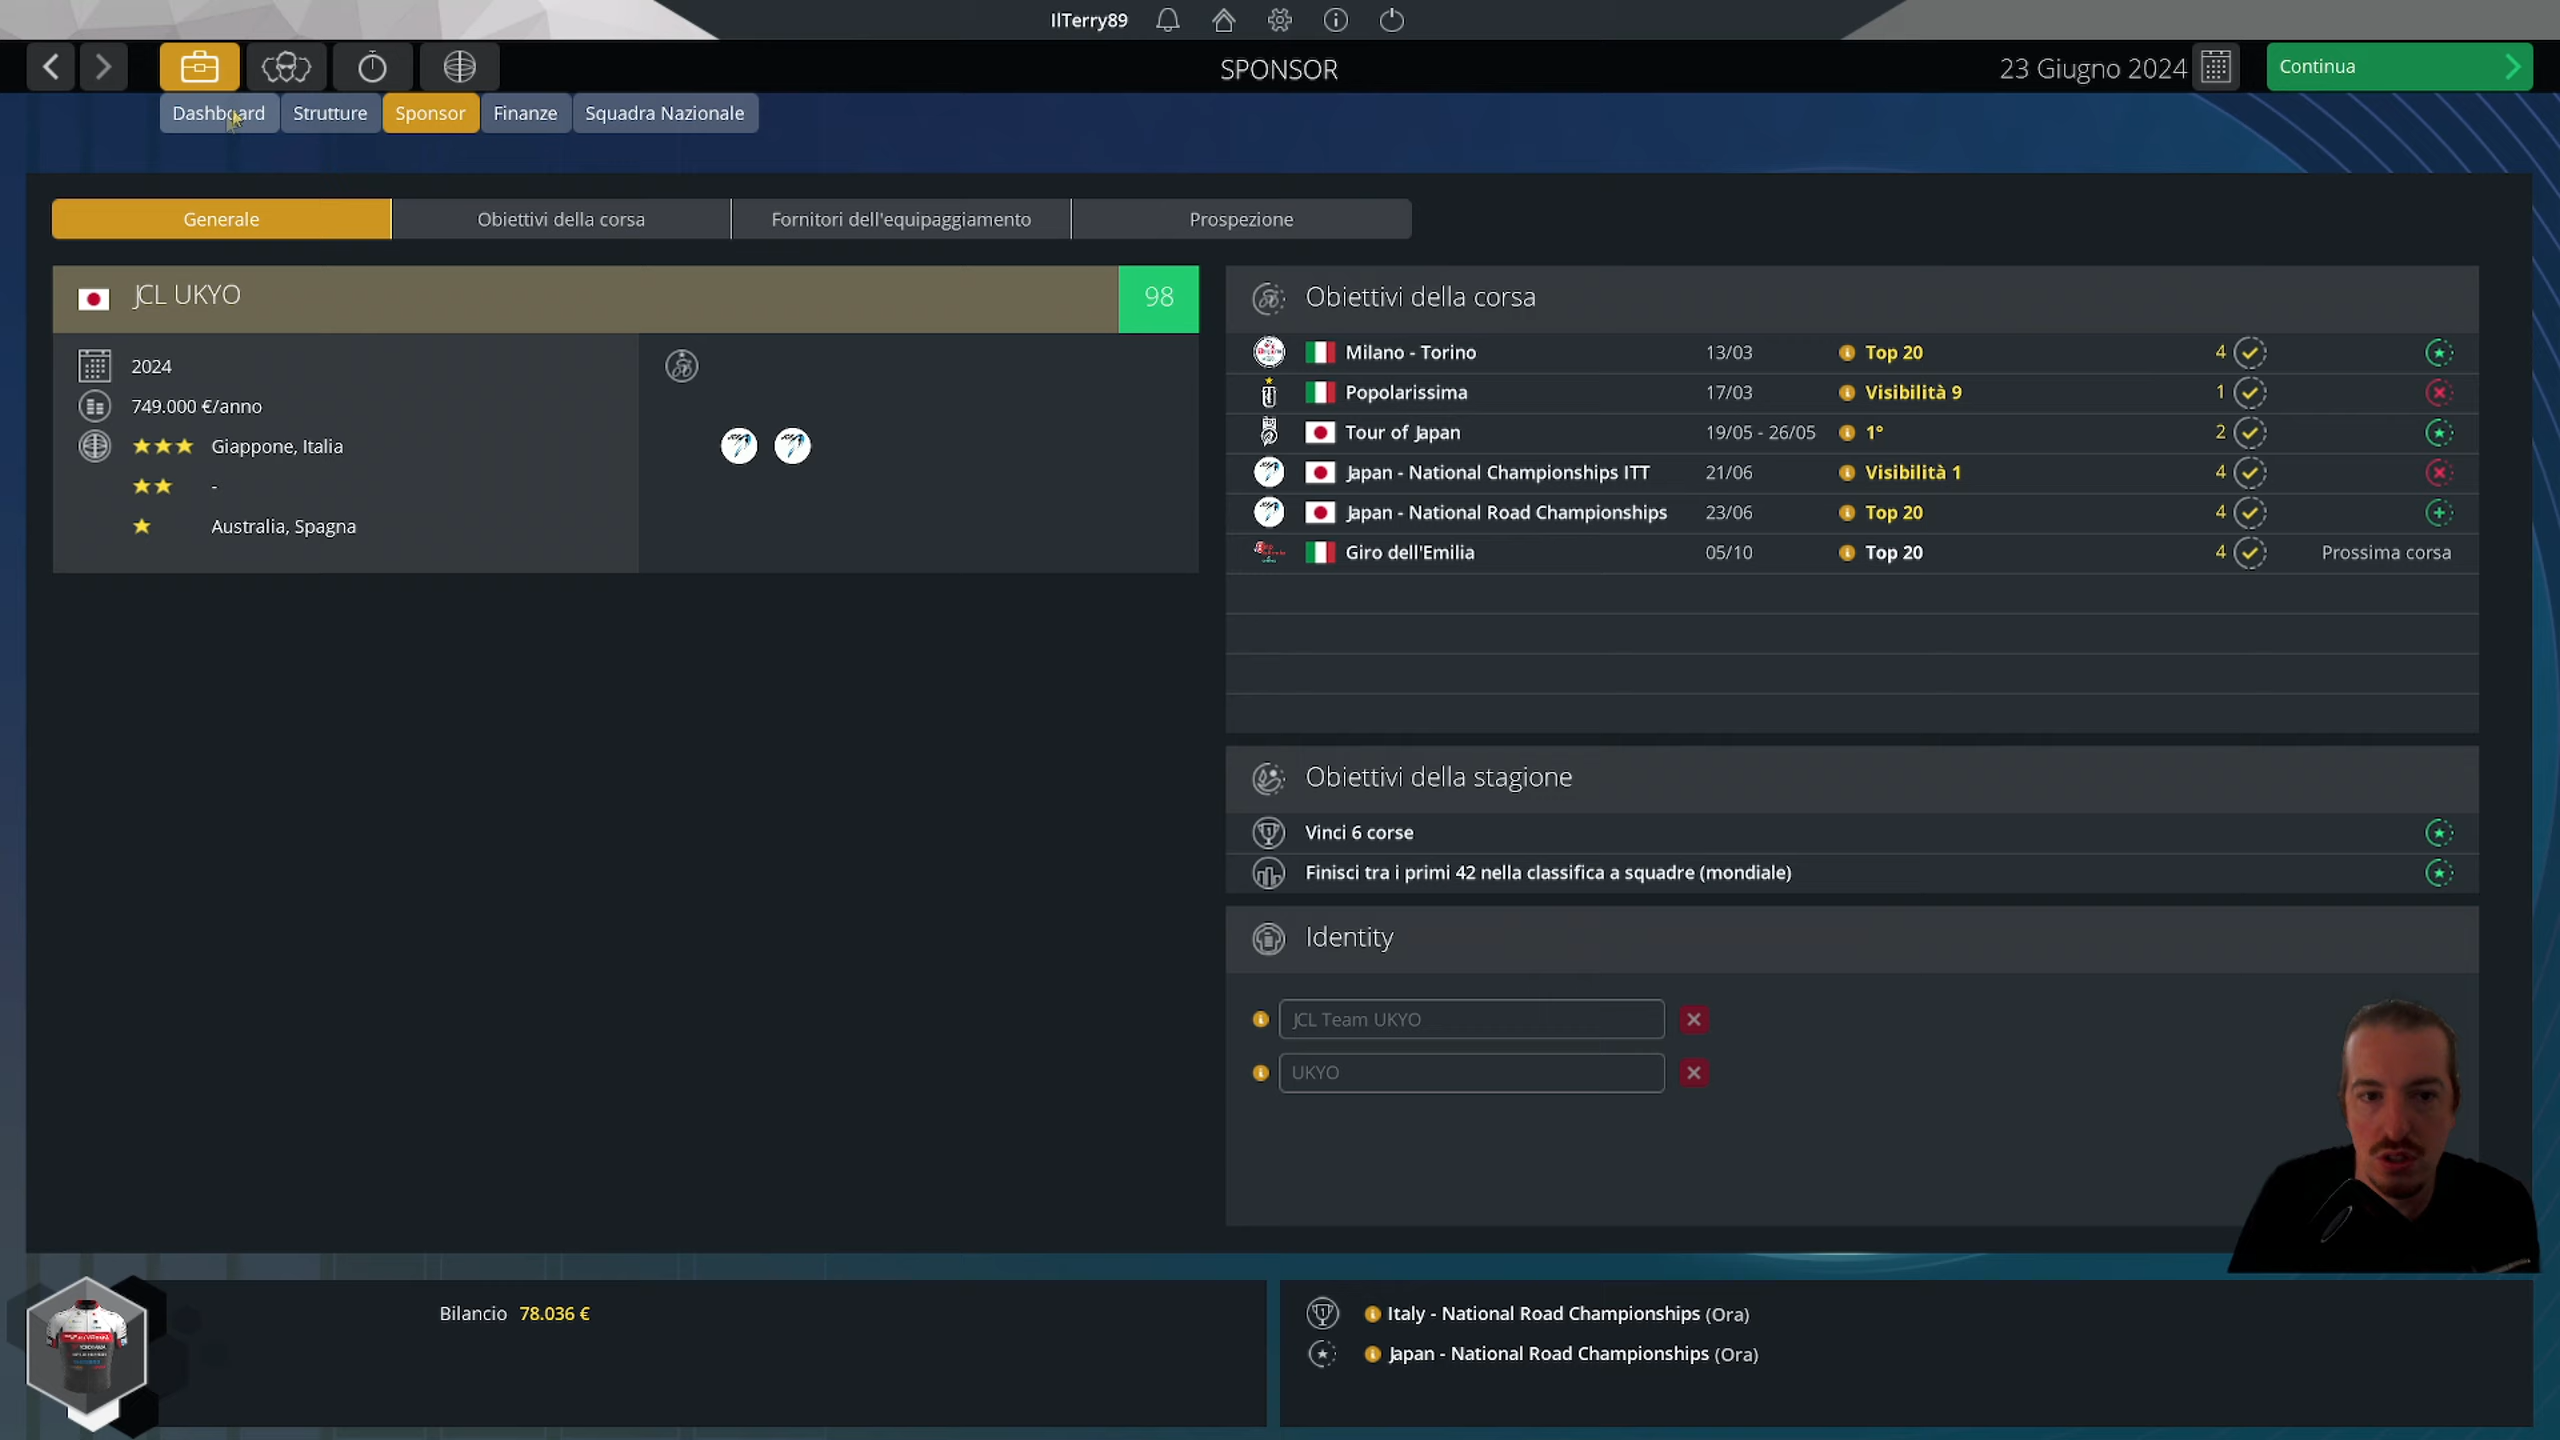 IlTerry89
SPONSOR
23 Giugno 2024
Continua
Dashboard
Strutture
Sponsor
Finanze
Squadra Nazionale
Generale
Obiettivi della corsa
Fornitori dell'equipaggiamento
Prospezione
JCL UKYO
98
2024
749.000 €/anno
Giappone, Italia
-
Australia, Spagna
Obiettivi della corsa
Milano - Torino 13/03 Top 20 4
Popolarissima 17/03 Visibilità 9 1
Tour of Japan 19/05 - 26/05 1° 2
Japan - National Championships ITT 21/06 Visibilità 1 4
Japan - National Road Championships 23/06 Top 20 4
Giro dell'Emilia 05/10 Top 20 4 Prossima corsa
Obiettivi della stagione
Vinci 6 corse
Finisci tra i primi 42 nella classifica a squadre (mondiale)
Identity
JCL Team UKYO
UKYO
Bilancio 78.036 €
Italy - National Road Championships (Ora)
Japan - National Road Championships (Ora)